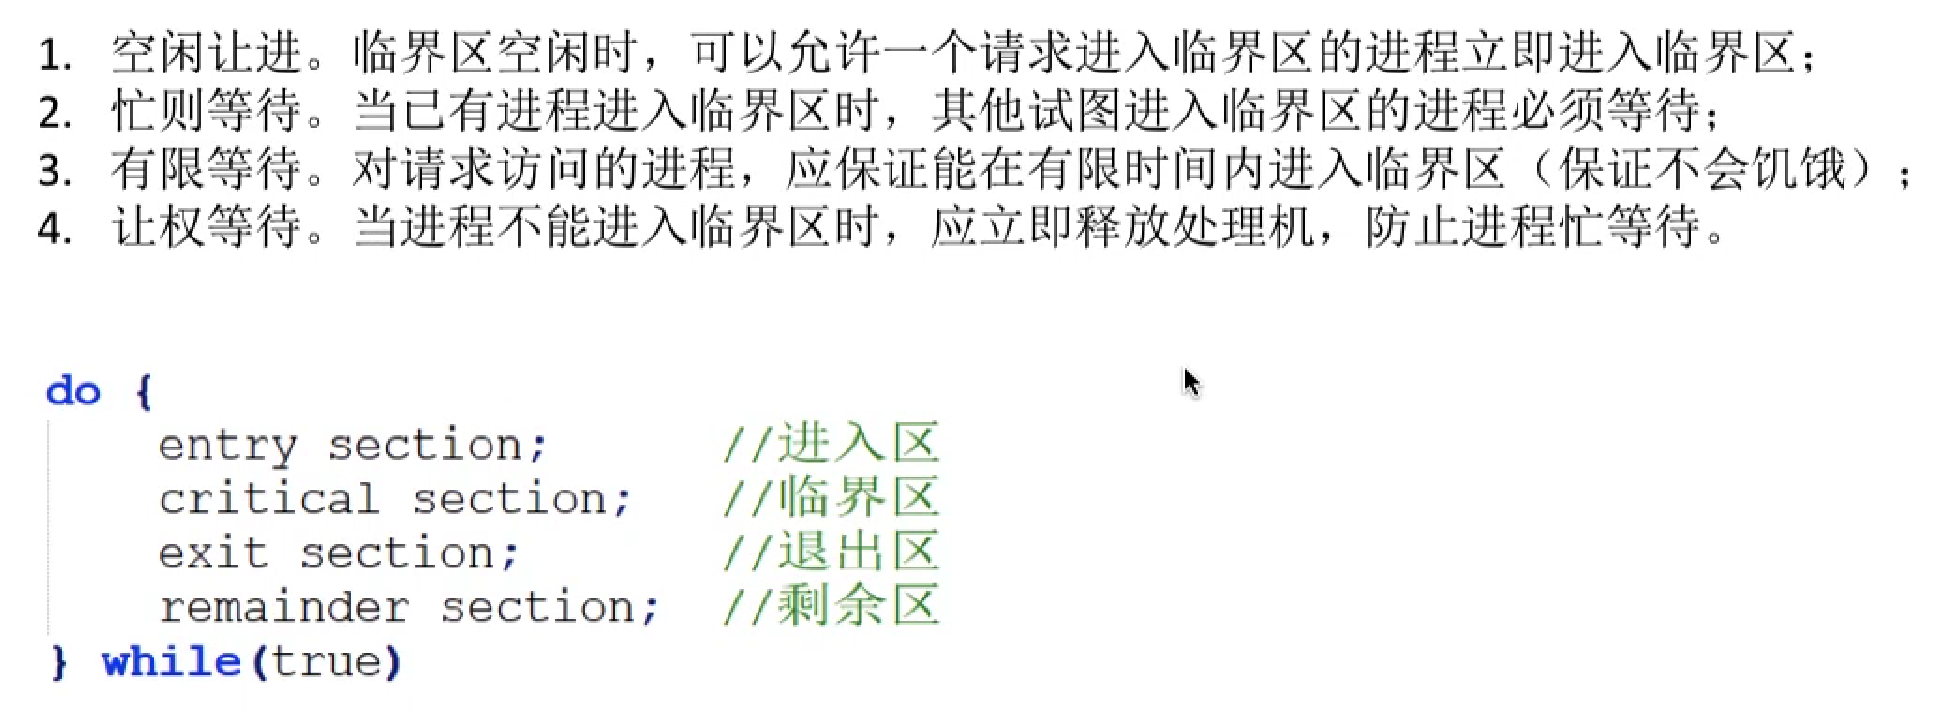 1. 空闲让进。临界区空闲时，可以允许一个请求进入临界区的进程立即进入临界区；
2. 忙则等待。当已有进程进入临界区时，其他试图进入临界区的进程必须等待；
3. 有限等待。对请求访问的进程，应保证能在有限时间内进入临界区（保证不会饥饿）；
4. 让权等待。当进程不能进入临界区时，应立即释放处理机，防止进程忙等待。
do {
entry section; //进入区
critical section; //临界区
exit section; //退出区
remainder section; //剩余区
} while(true)